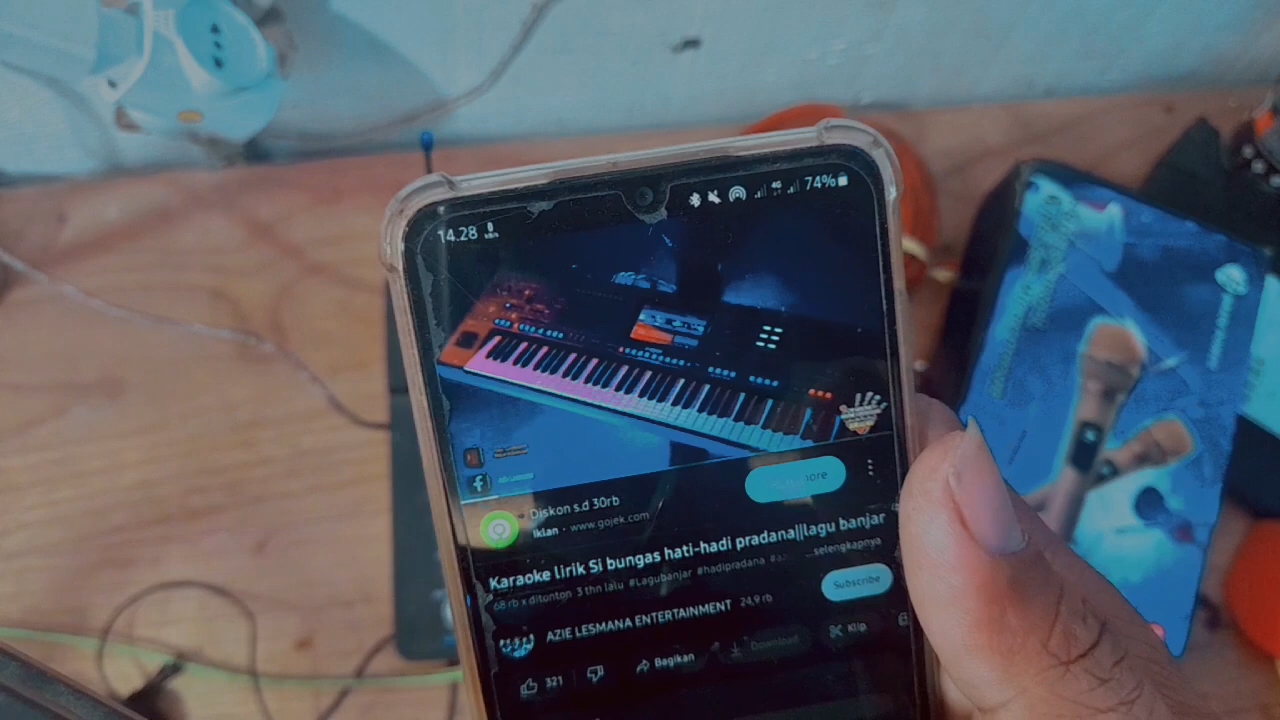 14.28
4G 74%
Diskon s.d 30rb
Iklan · www.gojek.com
Karaoke lirik Si bungas hati-hadi pradana||lagu banjar
68 rb x ditonton 3 thn lalu #Lagubanjar #hadipradana ...selengkapnya
AZIE LESMANA ENTERTAINMENT 24,9 rb
Subscribe
321
Bagikan
Download
Klip